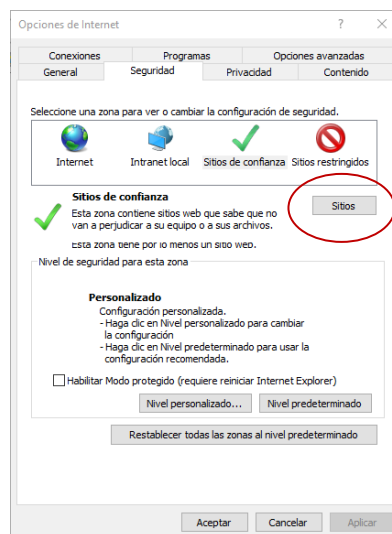 Opciones de Internet ? ×
Conexiones Programas Opciones avanzadas
General Seguridad Privacidad Contenido
Seleccione una zona para ver o cambiar la configuración de seguridad.
Internet Intranet local Sitios de confianza Sitios restringidos
Sitios de confianza
Sitios
Esta zona contiene sitios web que sabe que no
van a perjudicar a su equipo o a sus archivos.
Esta zona tiene por lo menos un sitio web.
Nivel de seguridad para esta zona
Personalizado
Configuración personalizada.
- Haga clic en Nivel personalizado para cambiar
la configuración
- Haga clic en Nivel predeterminado para usar la
configuración recomendada.
Habilitar Modo protegido (requiere reiniciar Internet Explorer)
Nivel personalizado... Nivel predeterminado
Restablecer todas las zonas al nivel predeterminado
Aceptar Cancelar Aplicar